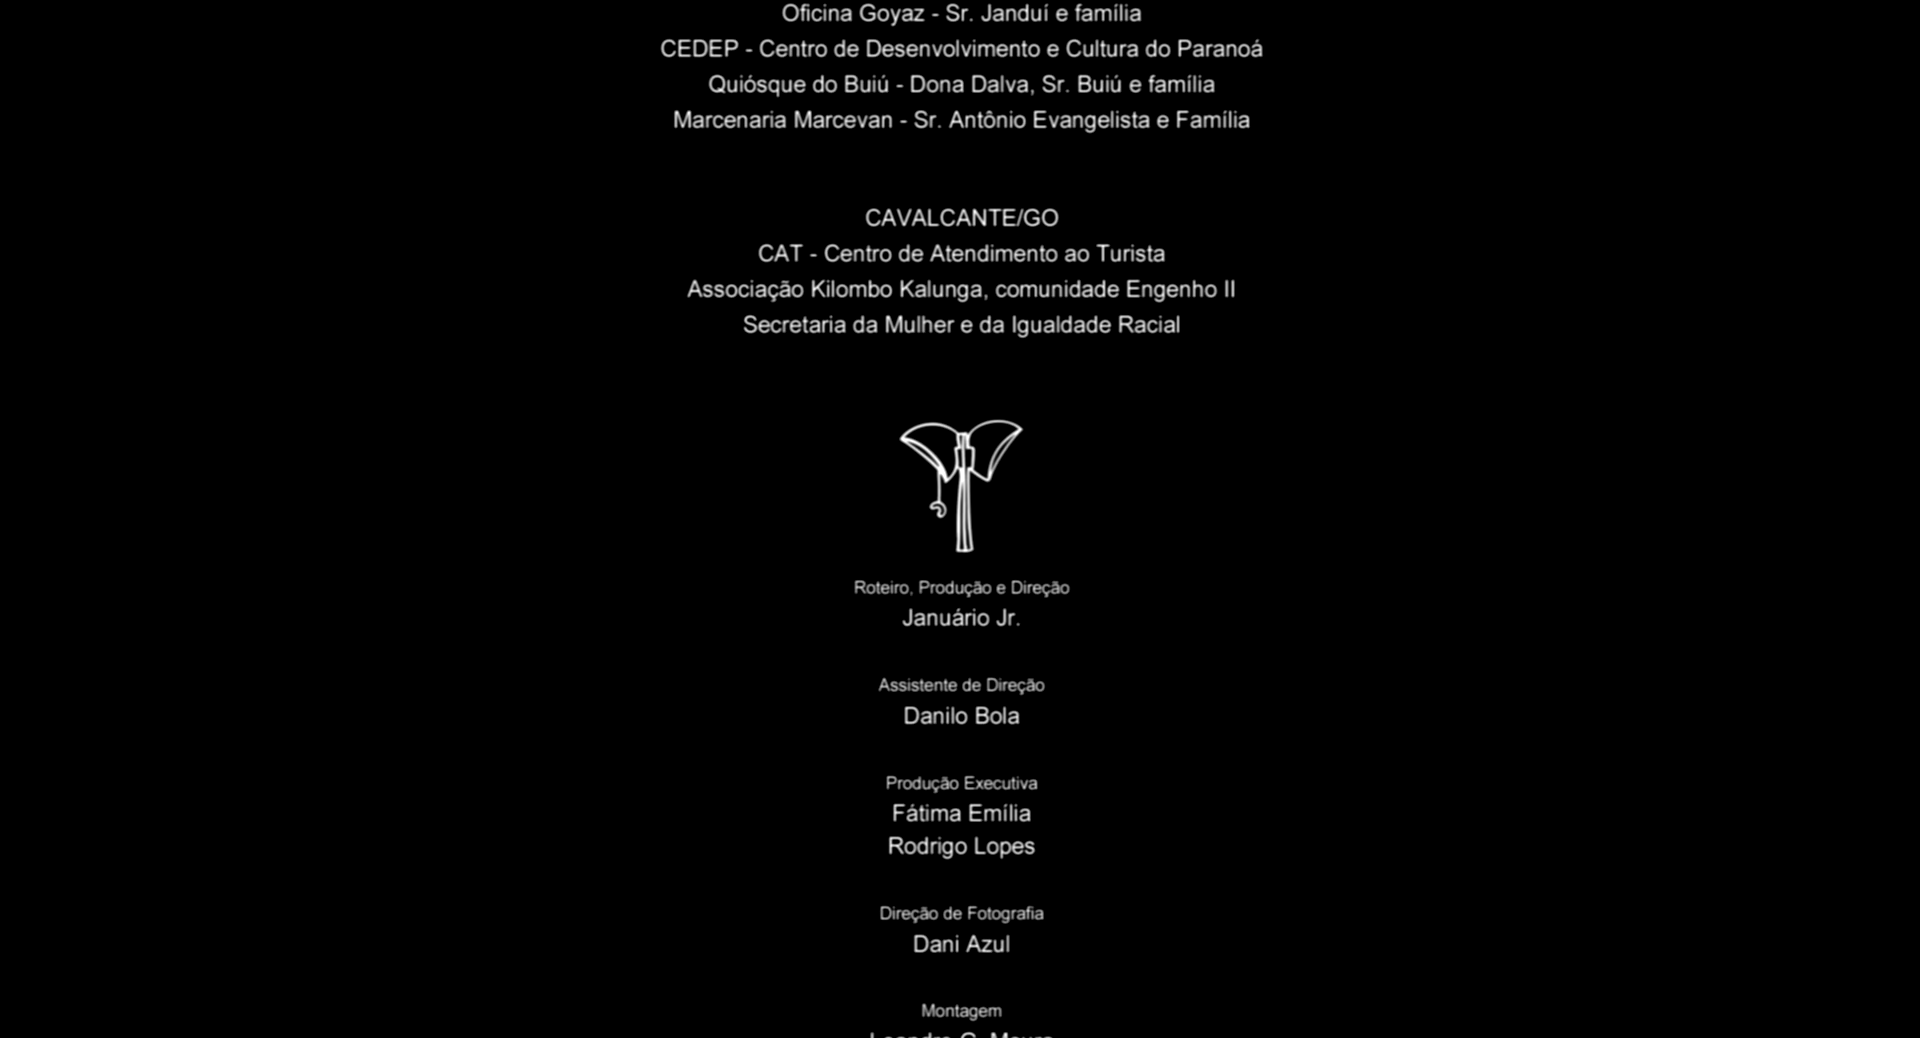 Oficina Goyaz - Sr. Janduí e família
CEDEP - Centro de Desenvolvimento e Cultura do Paranoá
Quiósque do Buiú - Dona Dalva, Sr. Buiú e família
Marcenaria Marcevan - Sr. Antônio Evangelista e Família
CAVALCANTE/GO
CAT - Centro de Atendimento ao Turista
Associação Kilombo Kalunga, comunidade Engenho II
Secretaria da Mulher e da Igualdade Racial
Roteiro, Produção e Direção
Januário Jr.
Assistente de Direção
Danilo Bola
Produção Executiva
Fátima Emília
Rodrigo Lopes
Direção de Fotografia
Dani Azul
Montagem